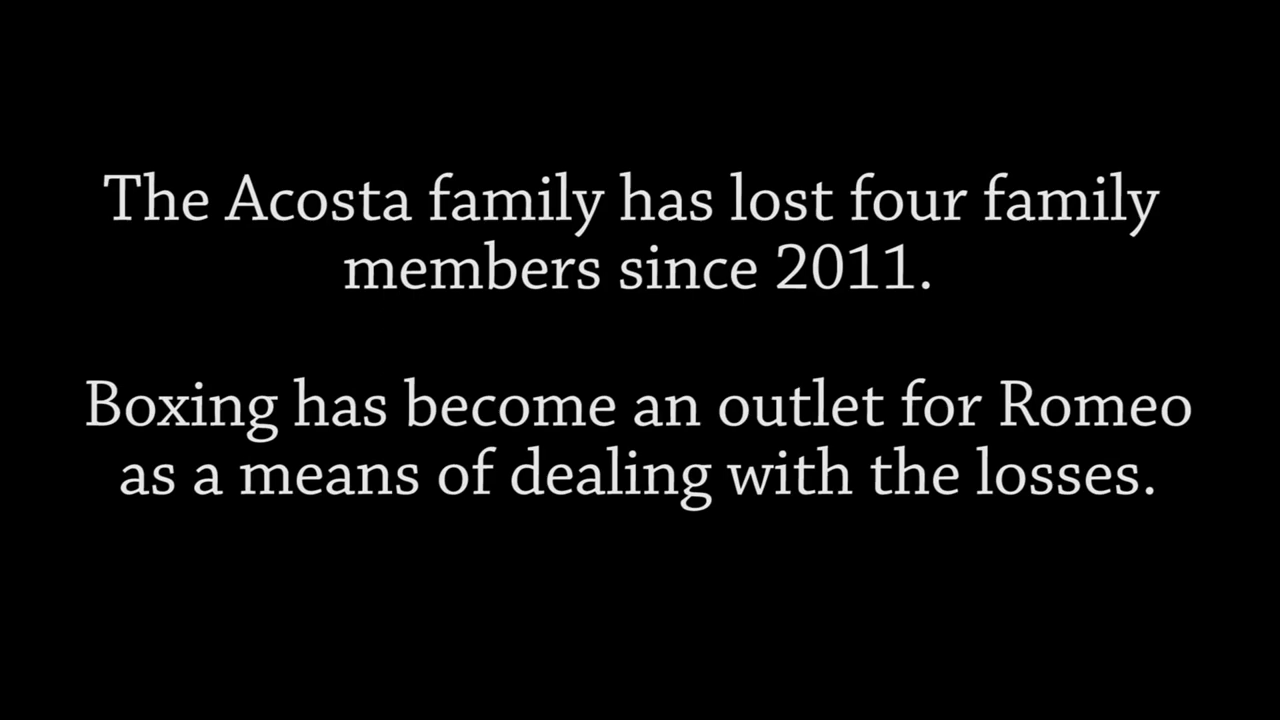 The Acosta family has lost four family
members since 2011.
Boxing has become an outlet for Romeo
as a means of dealing with the losses.